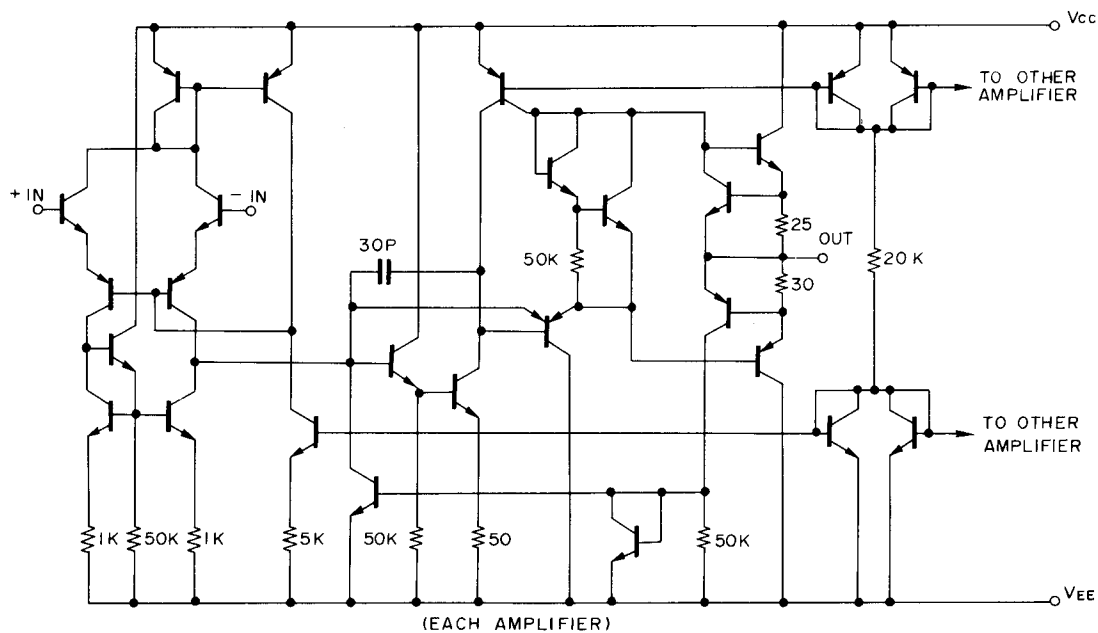 Vcc
TO OTHER
AMPLIFIER
+ IN
– IN
25
OUT
30P
50K
20 K
30
TO OTHER
AMPLIFIER
1K
50K
1K
5K
50K
50
50K
VEE
(EACH AMPLIFIER)